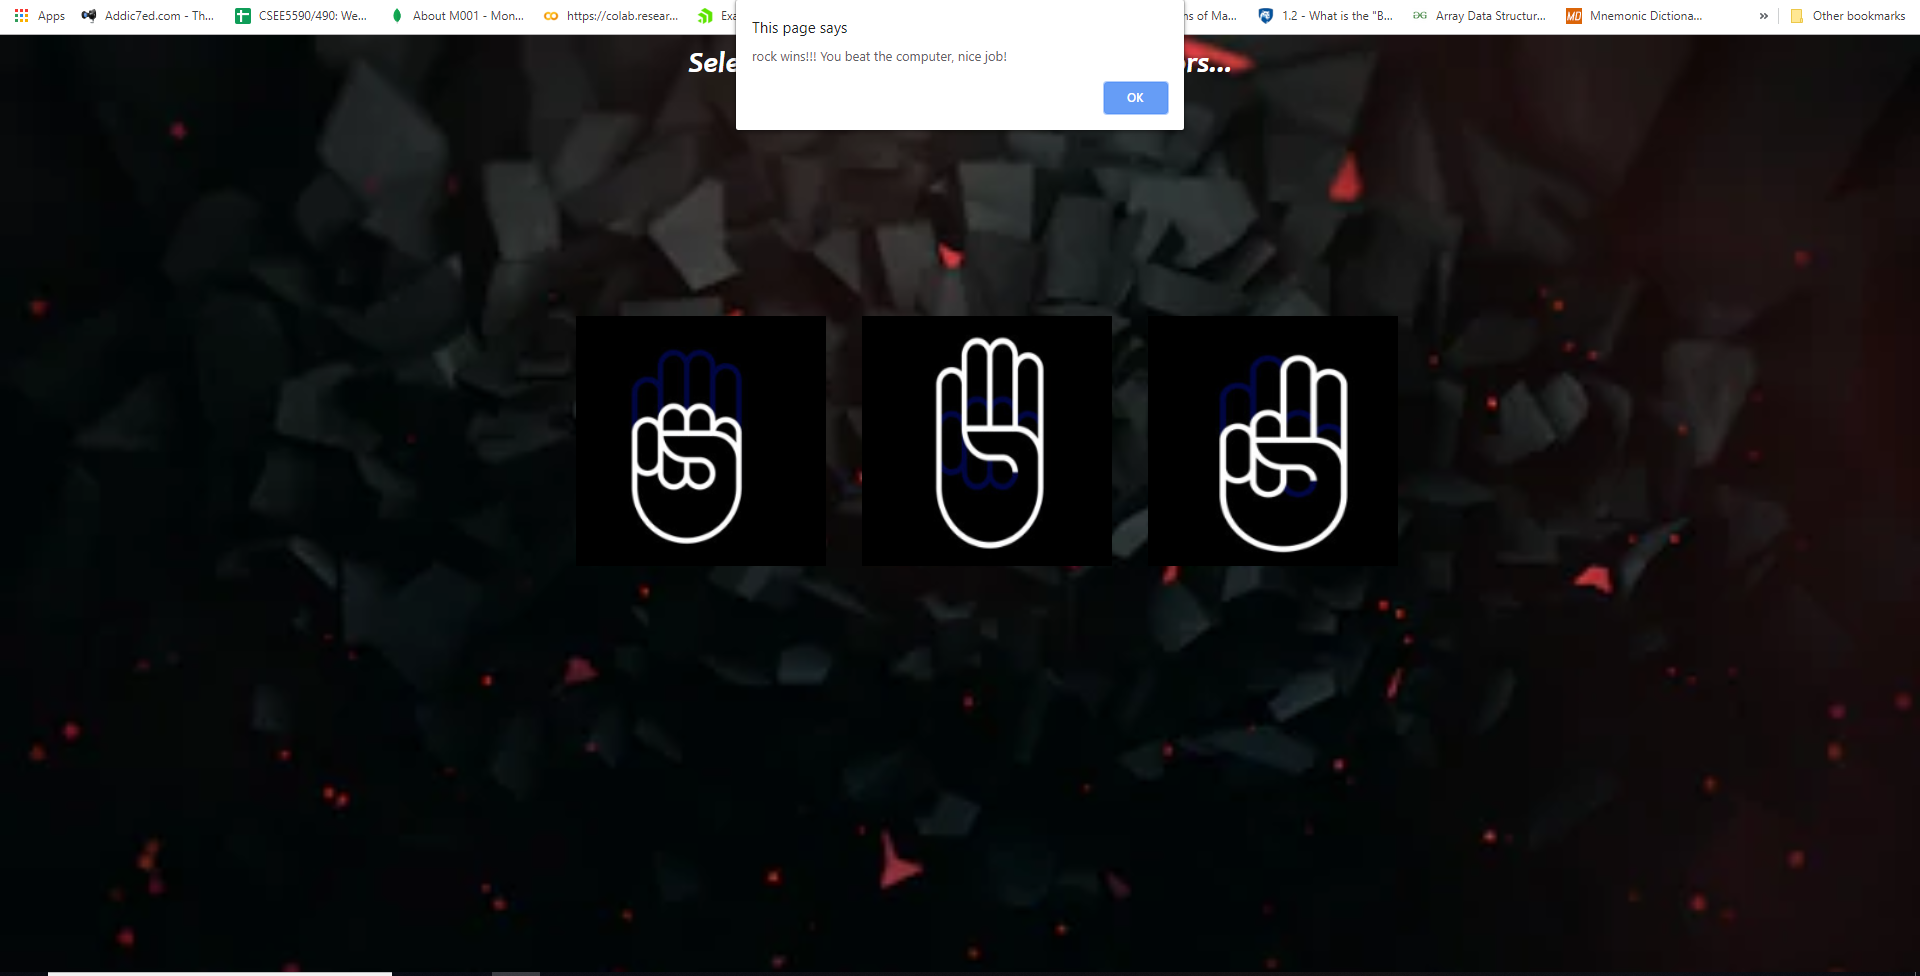 Apps
Addic7ed.com - Th...
CSEE5590/490: We...
About M001 - Mon...
https://colab.resear...
Exa
ns of Ma...
1.2 - What is the "B...
Array Data Structur...
Mnemonic Dictiona...
»
Other bookmarks
This page says
rock wins!!! You beat the computer, nice job!
OK
Sele
rs...